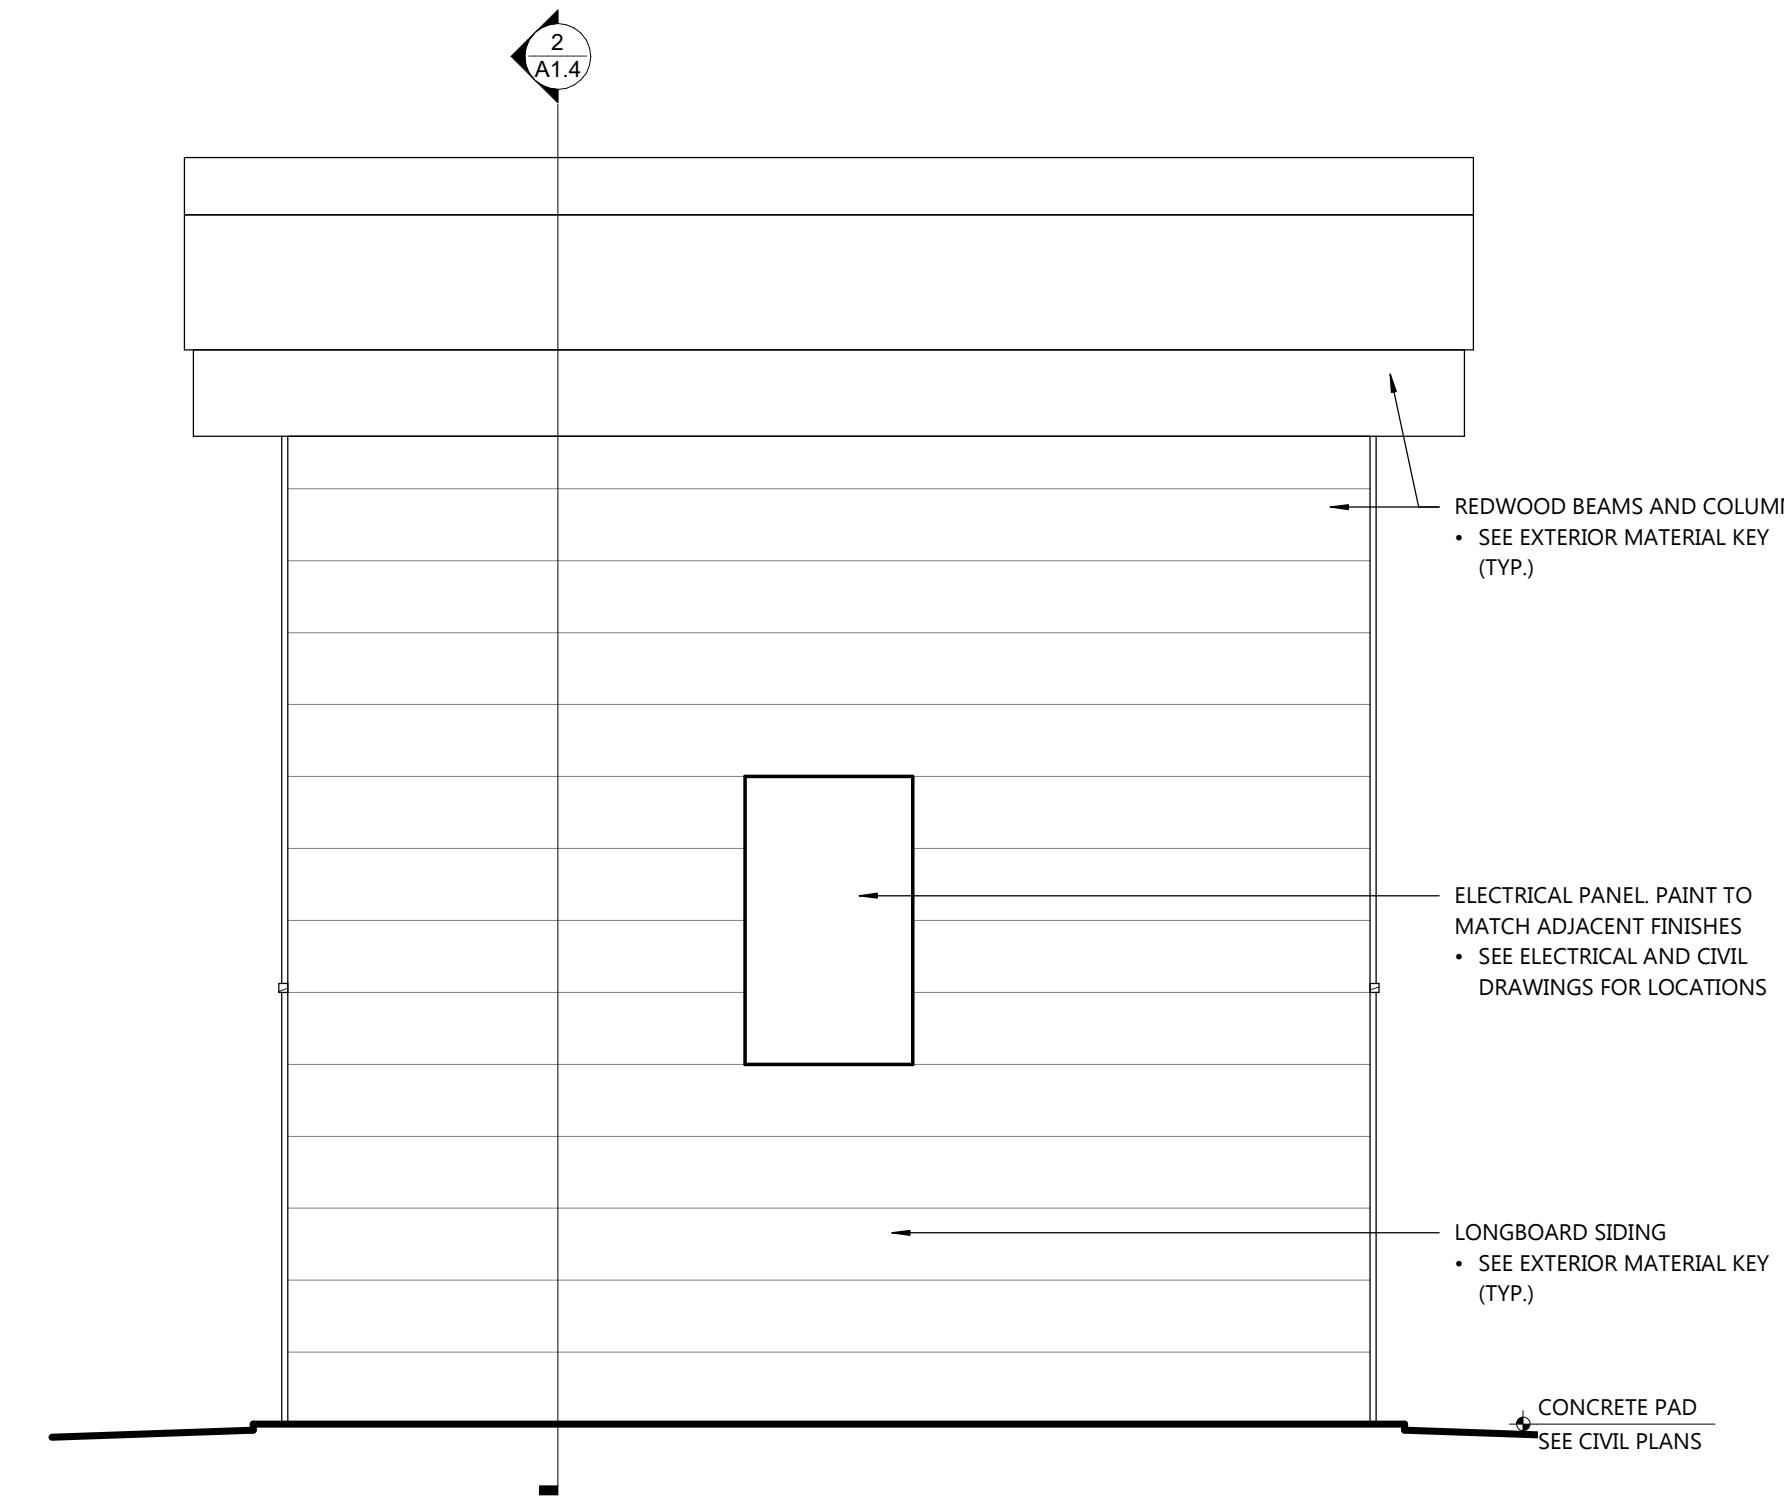 2
A1.4
REDWOOD BEAMS AND
• SEE EXTERIOR MATERIAL KEY
(TYP.)
ELECTRICAL PANEL. PAINT TO
MATCH ADJACENT FINISHES
• SEE ELECTRICAL AND CIVIL
DRAWINGS FOR LOCATIONS
LONGBOARD SIDING
• SEE EXTERIOR MATERIAL KEY
(TYP.)
CONCRETE PAD
SEE CIVIL PLANS